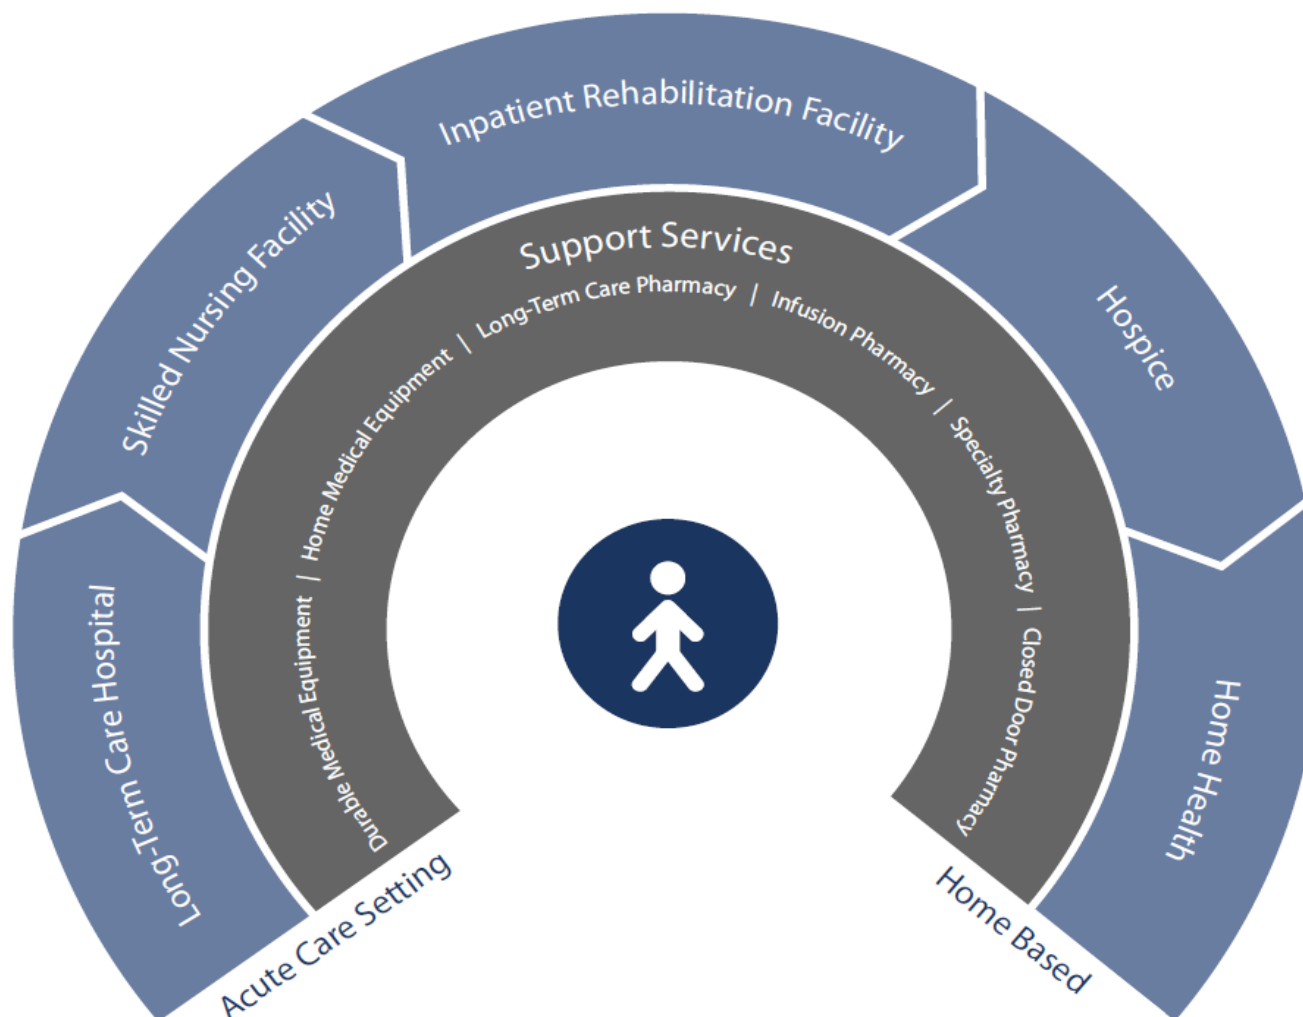 Long-Term Care Hospital
Skilled Nursing Facility
Inpatient Rehabilitation Facility
Hospice
Home Health
Support Services
Durable Medical Equipment | Home Medical Equipment | Long-Term Care Pharmacy | Infusion Pharmacy | Specialty Pharmacy | Closed Door Pharmacy
Acute Care Setting
Home Based